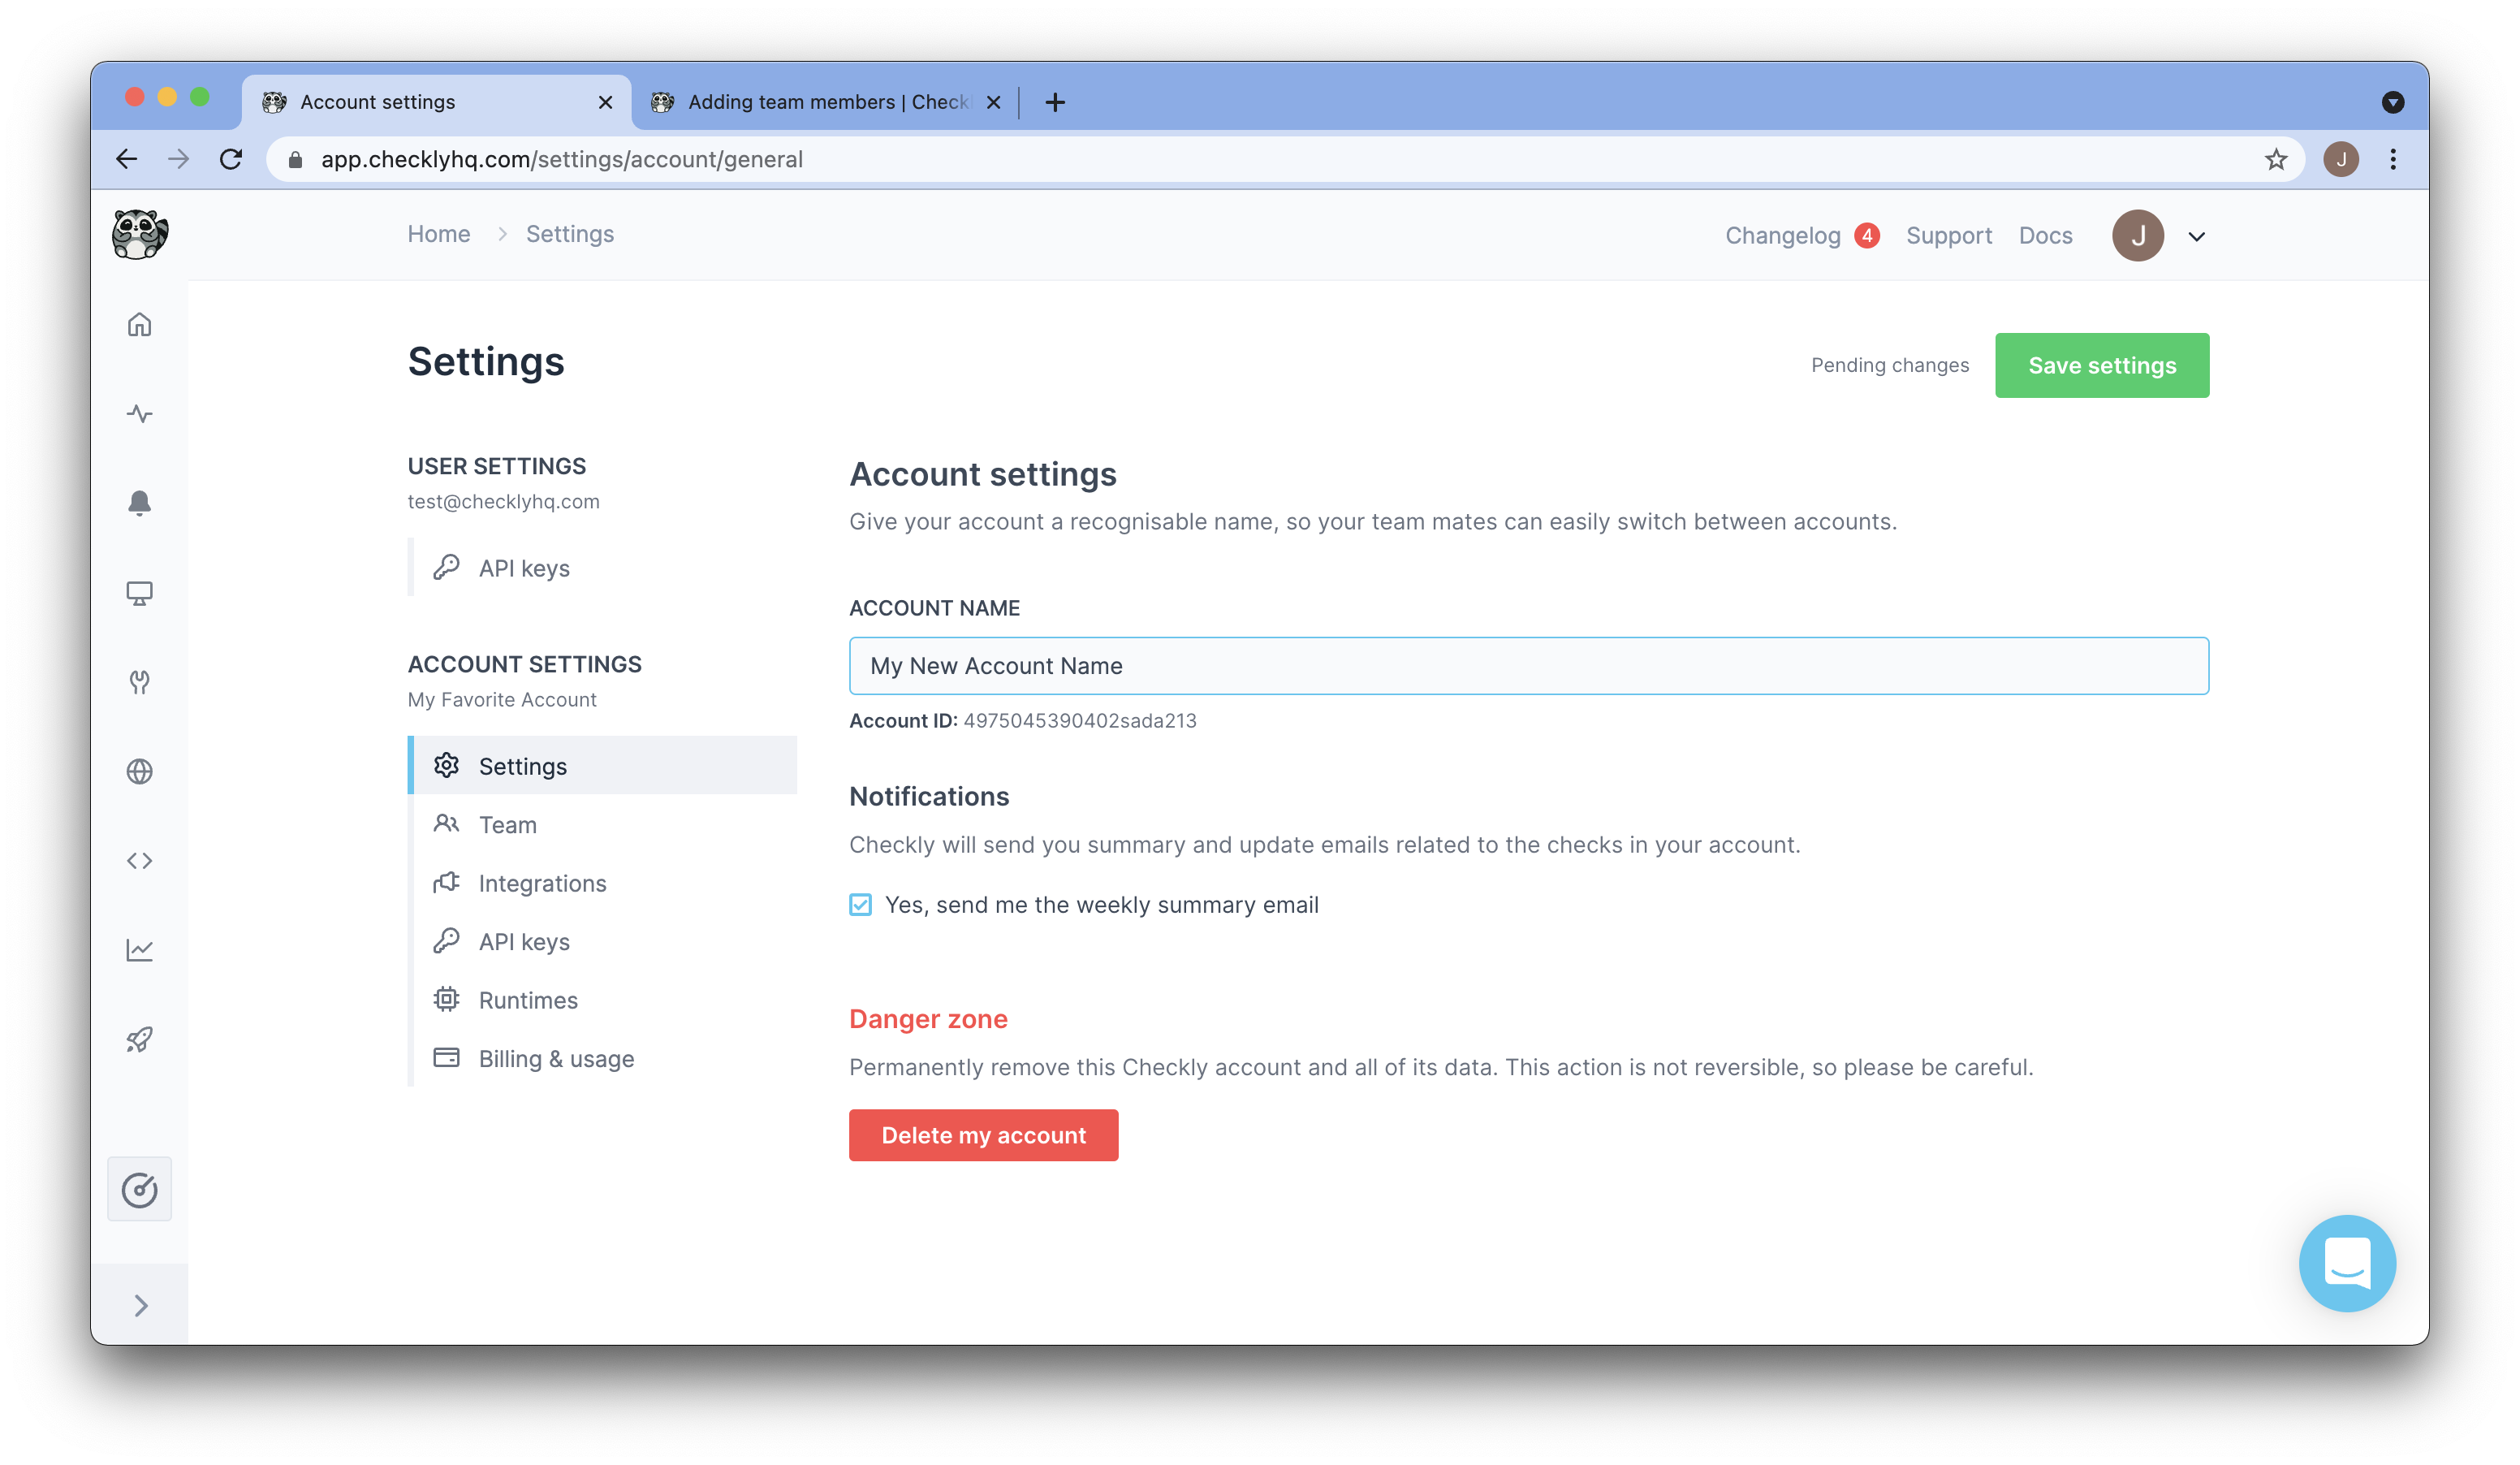 Account settings
Adding team members | Check
app.checklyhq.com/settings/account/general
J
Home
Settings
Changelog 4
Support
Docs
J
Settings
Pending changes
Save settings
USER SETTINGS
test@checklyhq.com
API keys
ACCOUNT SETTINGS
My Favorite Account
Settings
Team
Integrations
API keys
Runtimes
Billing & usage
Account settings
Give your account a recognisable name, so your team mates can easily switch between accounts.
ACCOUNT NAME
My New Account Name
Account ID: 4975045390402sada213
Notifications
Checkly will send you summary and update emails related to the checks in your account.
Yes, send me the weekly summary email
Danger zone
Permanently remove this Checkly account and all of its data. This action is not reversible, so please be careful.
Delete my account